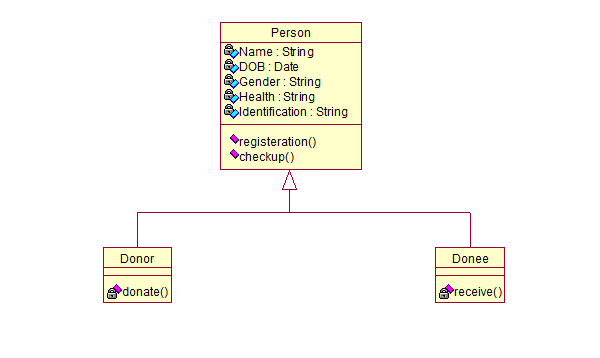 Person
Name : String
DOB : Date
Gender : String
Health : String
Identification : String
registeration()
checkup()
Donor
donate()
Donee
receive()